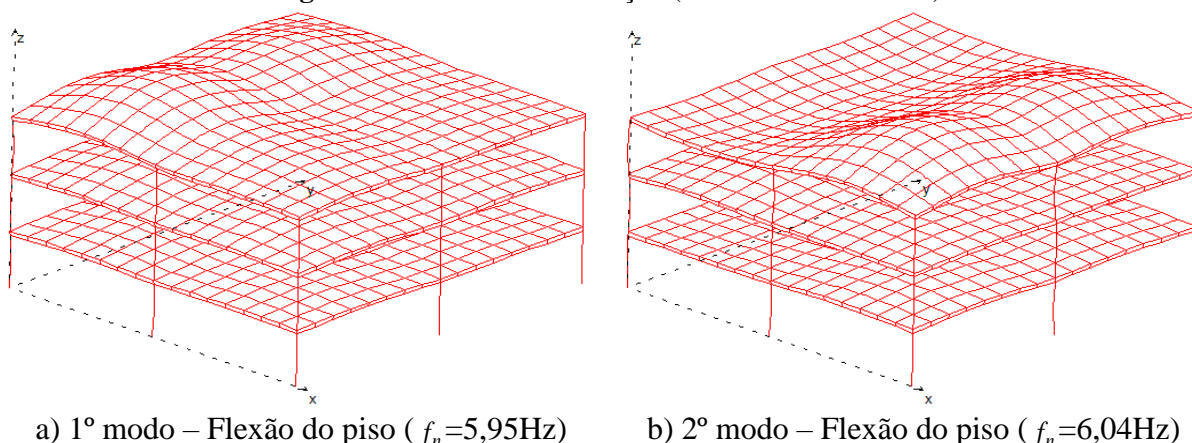 z
y
x
z
y
x
a) 1º modo – Flexão do piso ( fn=5,95Hz)
b) 2º modo – Flexão do piso ( fn=6,04Hz)